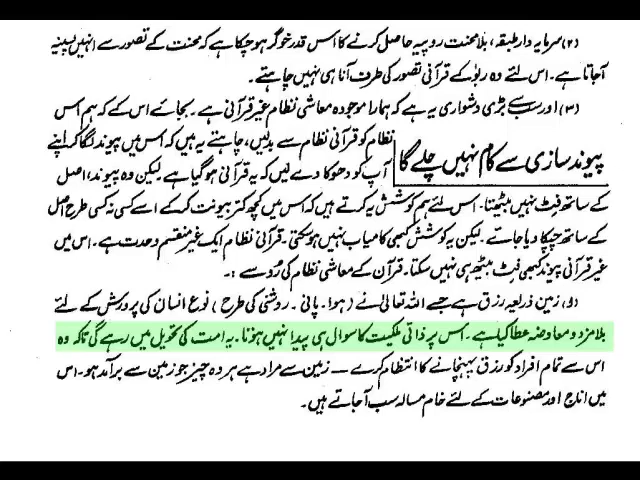 (۲) سرمایہ دار طبقہ، بلا محنت روپیہ حاصل کرنے کا اس قدر خوگر ہو چکا ہے کہ محنت کے تصور سے انہیں پسینہ
آجاتا ہے۔ اس لئے وہ ربوٰ کے قرآنی تصور کی طرف آنا ہی نہیں چاہتے۔
(۳) اور سب سے بڑی دشواری یہ ہے کہ ہمارا موجودہ معاشی نظام غیر قرآنی ہے۔ بجائے اس کے کہ ہم اس
نظام کو قرآنی نظام سے بدلیں، چاہتے یہ ہیں کہ اس میں پیوند لگا کر اپنے
پیوند سازی سے کام نہیں چلے گا
آپ کو دھوکا دے لیں کہ یہ قرآنی ہو گیا ہے لیکن وہ پیوند، اصل
کے ساتھ فِٹ نہیں بیٹھتا۔ اس لئے ہم کوشش یہ کرتے ہیں کہ اس میں کچھ کتر بیونت کر کے اسے کسی نہ کسی طرح اصل
کے ساتھ چپکا دیا جائے۔ لیکن یہ کوشش کبھی کامیاب نہیں ہو سکتی۔ قرآنی نظام ایک غیر منقسم وحدت ہے۔ اس میں
غیر قرآنی پیوند کبھی فِٹ بیٹھ ہی نہیں سکتا۔ قرآن کے معاشی نظام کی رُو سے :۔
(۱) زمین ذریعۂ رزق ہے جسے اللہ تعالیٰ نے (ہوا۔ پانی۔ روشنی کی طرح) نوعِ انسان کی پرورش کے لئے
بلا مزد و معاوضہ عطا کیا ہے۔ اس پر ذاتی ملکیت کا سوال ہی پیدا نہیں ہوتا۔ یہ امت کی تحویل میں رہے گی تاکہ وہ
اس سے تمام افراد کو رزق پہنچانے کا انتظام کرے — زمین سے مراد ہے ہر وہ چیز جو زمین سے برآمد ہو۔ اس
میں اناج اور مصنوعات کے لئے خام مسالہ سب آجاتے ہیں۔